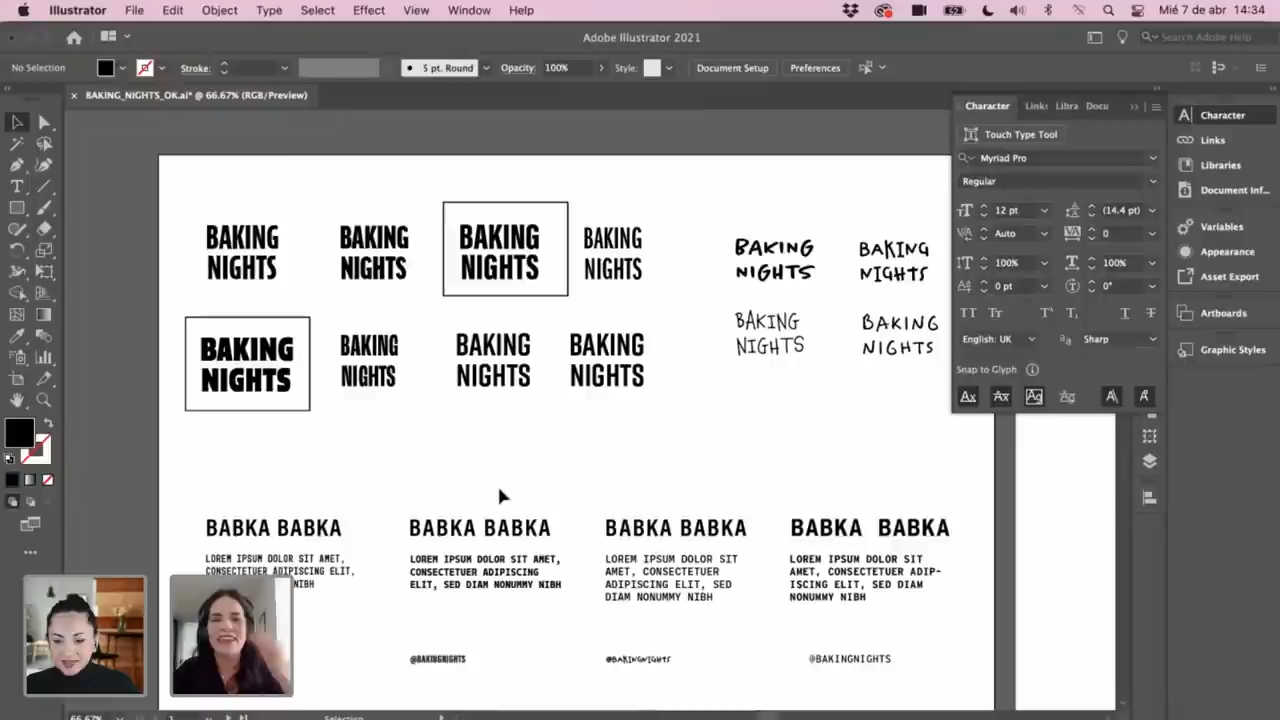 Illustrator File Edit Object Type Select Effect View Window Help Mié 7 de abr 14:34
Adobe Illustrator 2021 Search Adobe Help
No Selection Stroke: 5 pt. Round Opacity: 100% Style: Document Setup Preferences
× BAKING_NIGHTS_OK.ai* @ 66.67% (RGB/Preview)
Character Links Libra Docu
Touch Type Tool
Myriad Pro
Regular
12 pt (14.4 pt)
Auto 0
100% 100%
0 pt 0°
English: UK Sharp
Snap to Glyph
Character
Links
Libraries
Document Inf...
Variables
Appearance
Asset Export
Artboards
Graphic Styles
BAKING
NIGHTS
BAKING
NIGHTS
BAKING
NIGHTS
BAKING
NIGHTS
BAKING
NIGHTS
BAKING
NIGHTS
BAKING
NIGHTS
BAKING
NIGHTS
BAKING
NIGHTS
BAKING
NIGHTS
BAKING
NIGHTS
BAKING
NIGHTS
BABKA BABKA
LOREM IPSUM DOLOR SIT AMET,
CONSECTETUER ADIPISCING ELIT,
NIBH
BABKA BABKA
LOREM IPSUM DOLOR SIT AMET,
CONSECTETUER ADIPISCING
ELIT, SED DIAM NONUMMY NIBH
BABKA BABKA
LOREM IPSUM DOLOR SIT
AMET, CONSECTETUER
ADIPISCING ELIT, SED
DIAM NONUMMY NIBH
BABKA BABKA
LOREM IPSUM DOLOR SIT
AMET, CONSECTETUER ADIP-
ISCING ELIT, SED DIAM
NONUMMY NIBH
@BAKINGNIGHTS
@BAKINGNIGHTS
@BAKINGNIGHTS
66.67% Selection